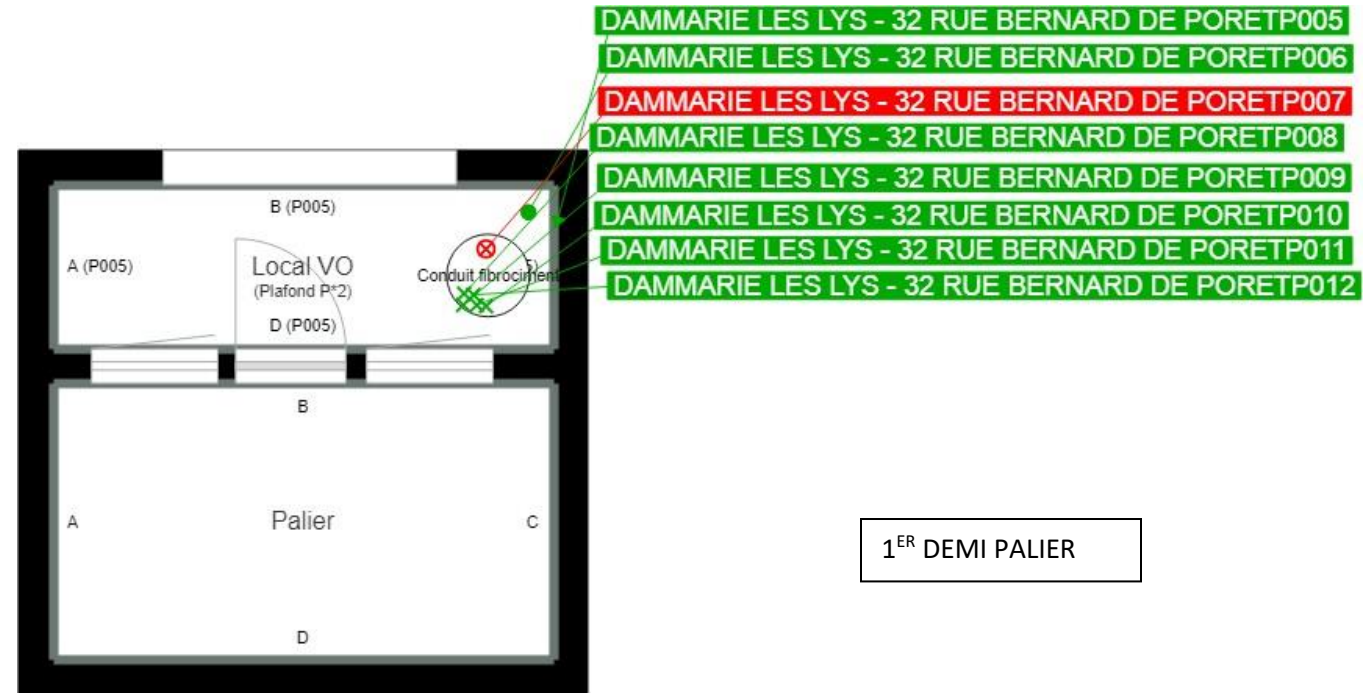 DAMMARIE LES LYS - 32 RUE BERNARD DE PORETP005
DAMMARIE LES LYS - 32 RUE BERNARD DE PORETP006
DAMMARIE LES LYS - 32 RUE BERNARD DE PORETP007
DAMMARIE LES LYS - 32 RUE BERNARD DE PORETP008
DAMMARIE LES LYS - 32 RUE BERNARD DE PORETP009
DAMMARIE LES LYS - 32 RUE BERNARD DE PORETP010
DAMMARIE LES LYS - 32 RUE BERNARD DE PORETP011
DAMMARIE LES LYS - 32 RUE BERNARD DE PORETP012
B (P005)
A (P005)
Local VO
(Plafond P*2)
5)
Conduit fibrociment
D (P005)
B
A
Palier
C
D
1ER DEMI PALIER